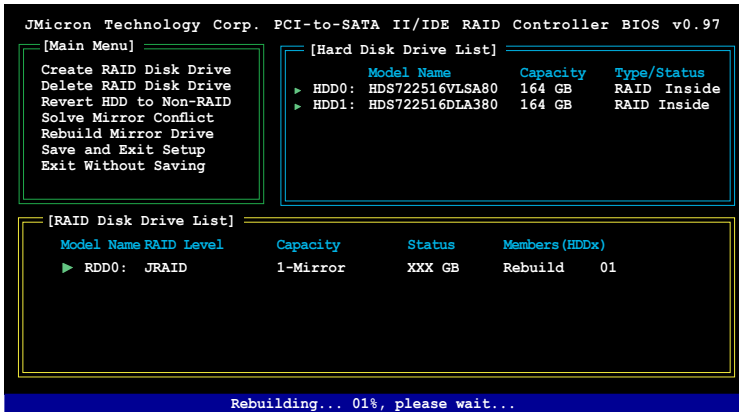 JMicron Technology Corp. PCI-to-SATA II/IDE RAID Controller BIOS v0.97
[Main Menu]
Create RAID Disk Drive
Delete RAID Disk Drive
Revert HDD to Non-RAID
Solve Mirror Conflict
Rebuild Mirror Drive
Save and Exit Setup
Exit Without Saving
[Hard Disk Drive List]
Model Name Capacity Type/Status
HDD0: HDS722516VLSA80 164 GB RAID Inside
HDD1: HDS722516DLA380 164 GB RAID Inside
[RAID Disk Drive List]
Model Name RAID Level Capacity Status Members(HDDx)
RDD0: JRAID 1-Mirror XXX GB Rebuild 01
Rebuilding... 01%, please wait...